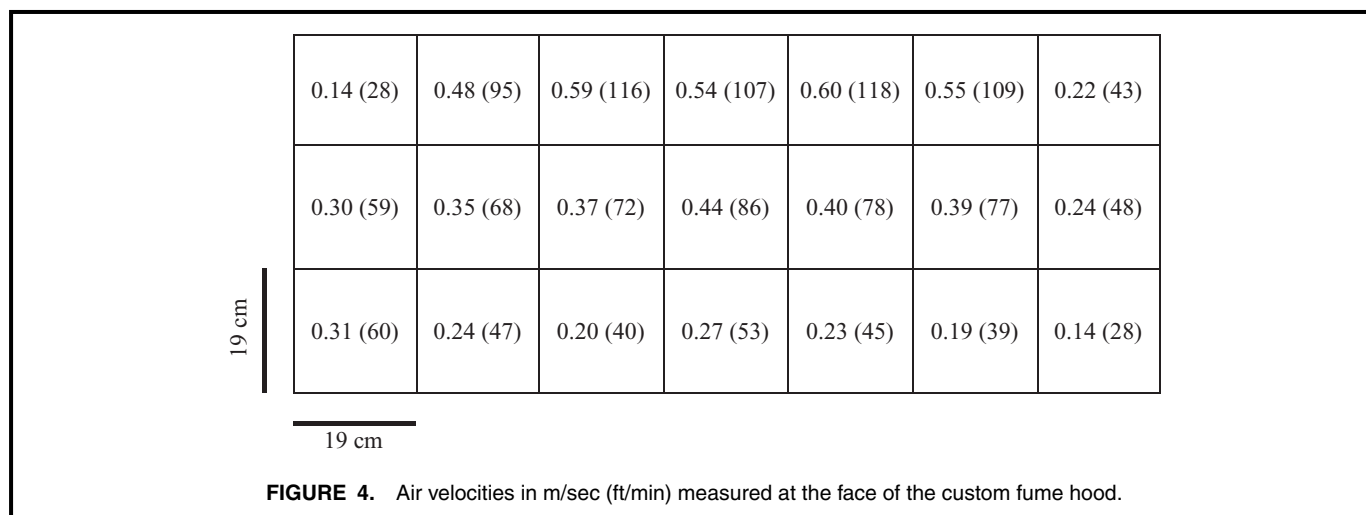 0.14 (28) 0.48 (95) 0.59 (116) 0.54 (107) 0.60 (118) 0.55 (109) 0.22 (43)
0.30 (59) 0.35 (68) 0.37 (72) 0.44 (86) 0.40 (78) 0.39 (77) 0.24 (48)
19 cm
0.31 (60) 0.24 (47) 0.20 (40) 0.27 (53) 0.23 (45) 0.19 (39) 0.14 (28)
19 cm
FIGURE 4. Air velocities in m/sec (ft/min) measured at the face of the custom fume hood.